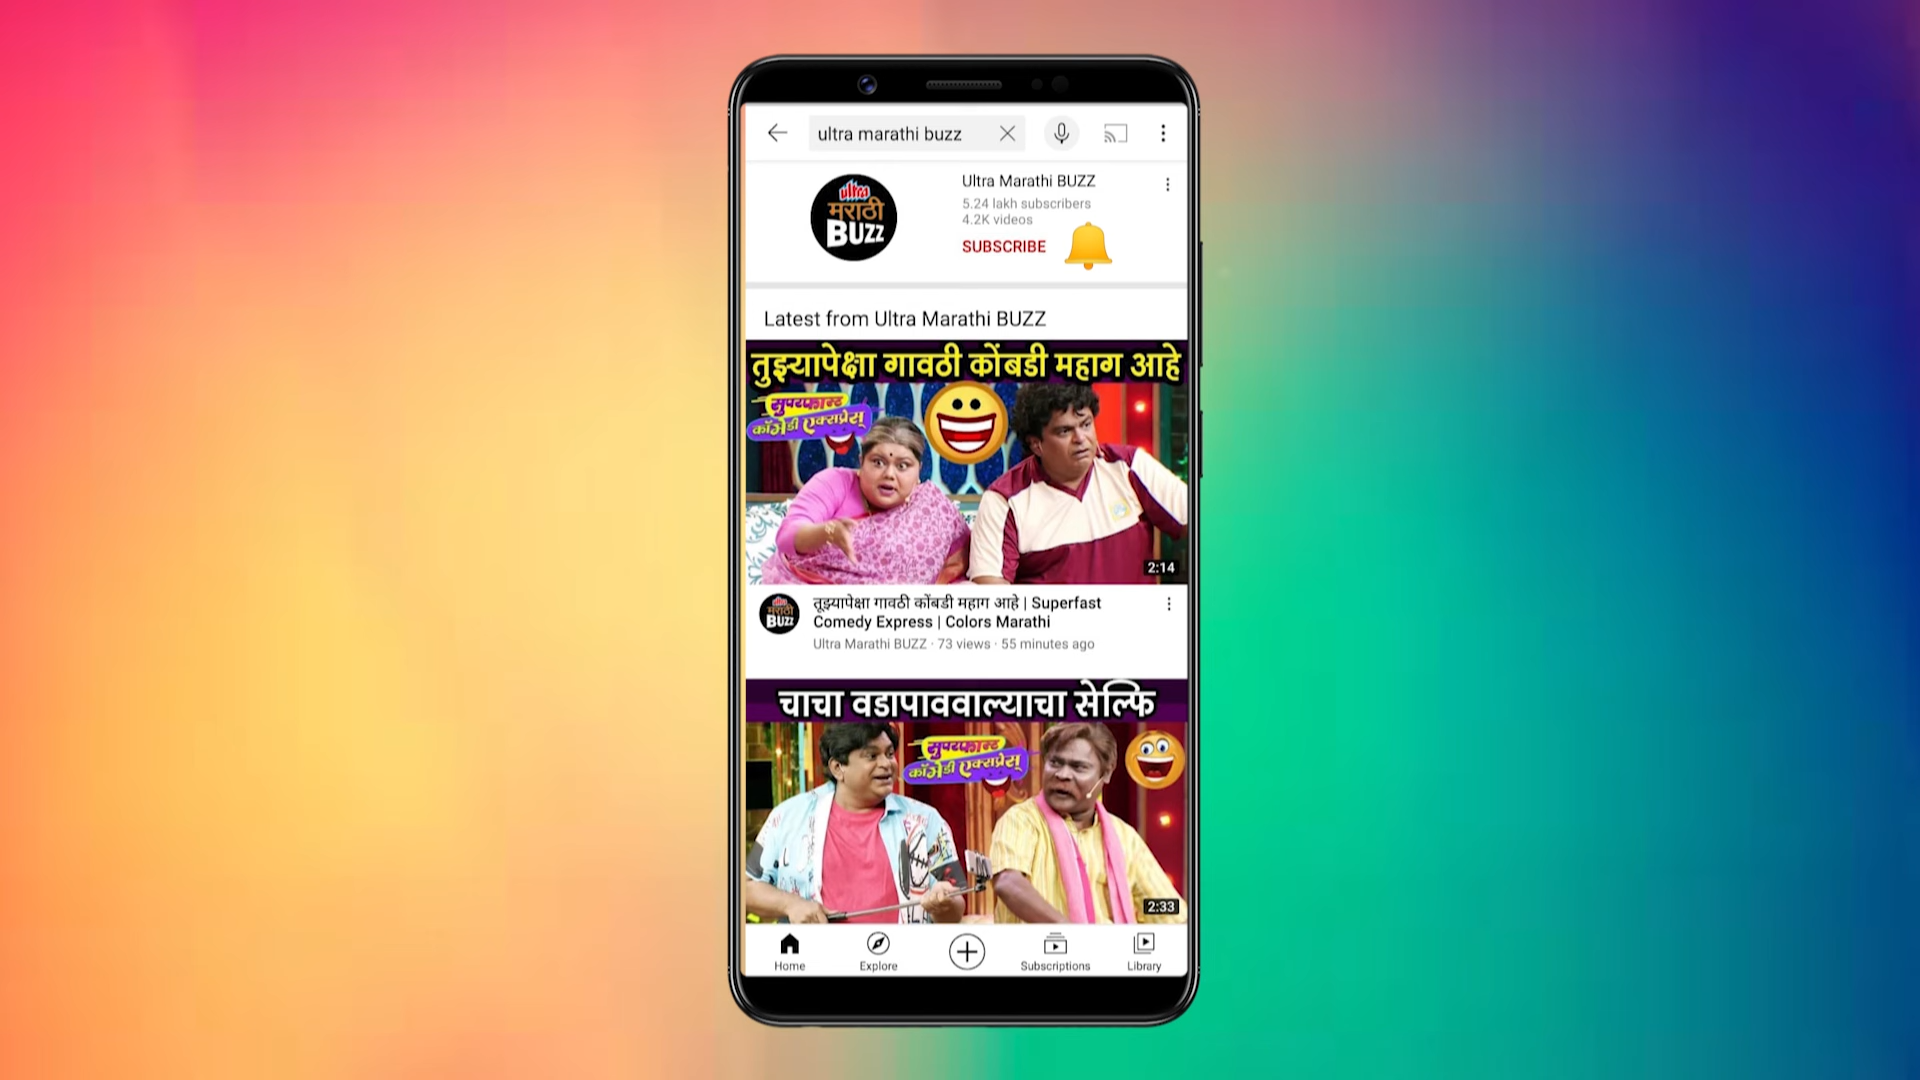 ultra marathi buzz
ultra
मराठी
BUZZ
Ultra Marathi BUZZ
5.24 lakh subscribers
4.2K videos
SUBSCRIBE
Latest from Ultra Marathi BUZZ
तुझ्यापेक्षा गावठी कोंबडी महाग आहे
सुपरफास्ट
कॉमेडी एक्सप्रेस्
2:14
ultra
मराठी
BUZZ
तूझ्यापेक्षा गावठी कोंबडी महाग आहे | Superfast
Comedy Express | Colors Marathi
Ultra Marathi BUZZ · 73 views · 55 minutes ago
चाचा वडापाववाल्याचा सेल्फि
सुपरफास्ट
कॉमेडी एक्सप्रेस्
2:33
Home
Explore
Subscriptions
Library